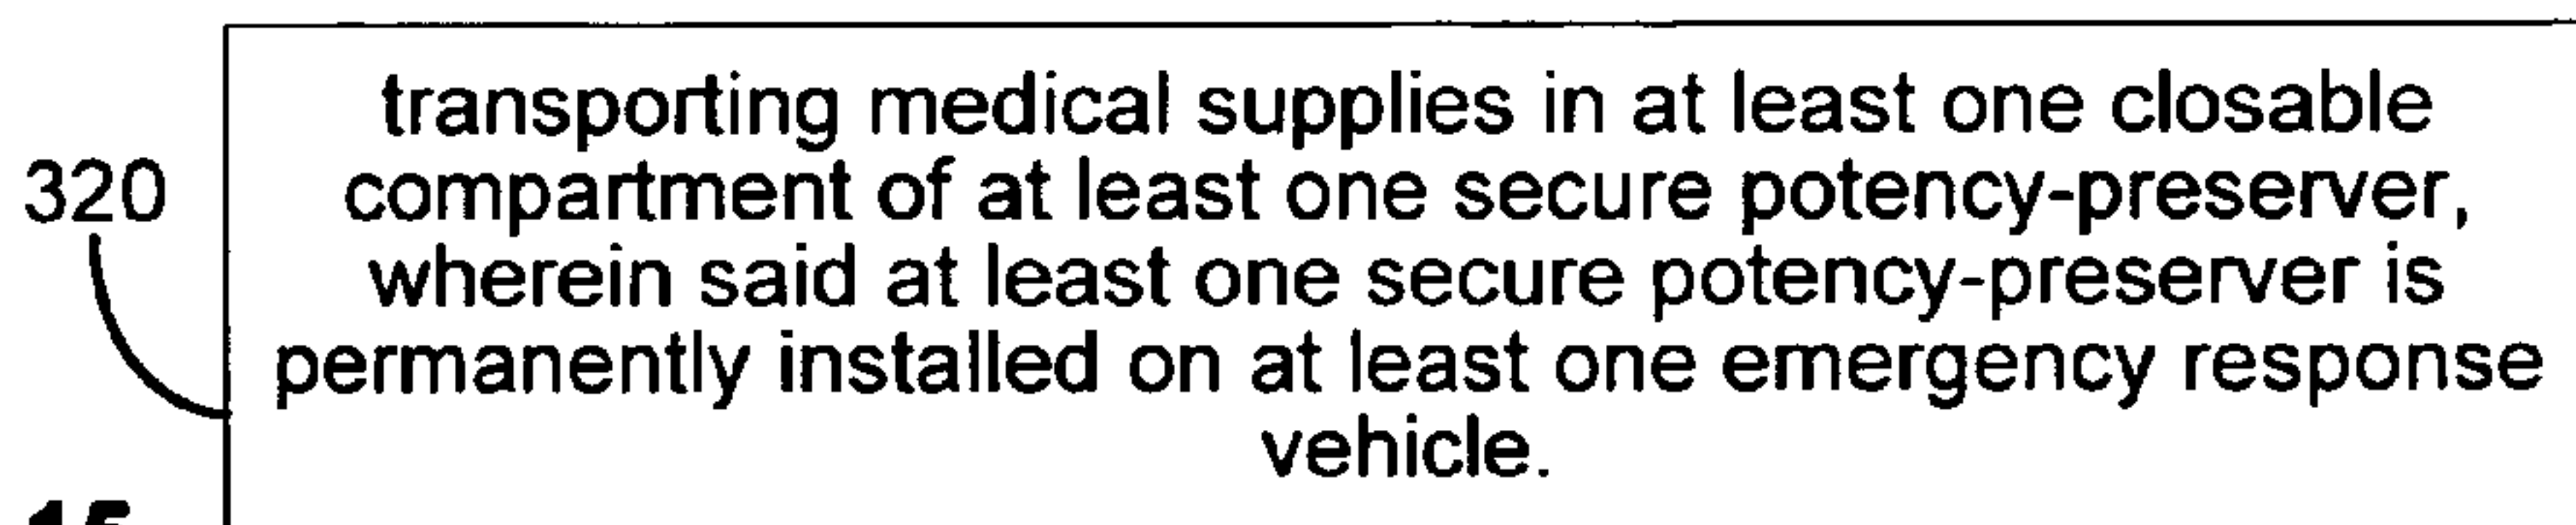 transporting medical supplies in at least one closable
320
compartment of at least one secure potency-preserver,
wherein said at least one secure potency-preserver is
permanently installed on at least one emergency response
vehicle.